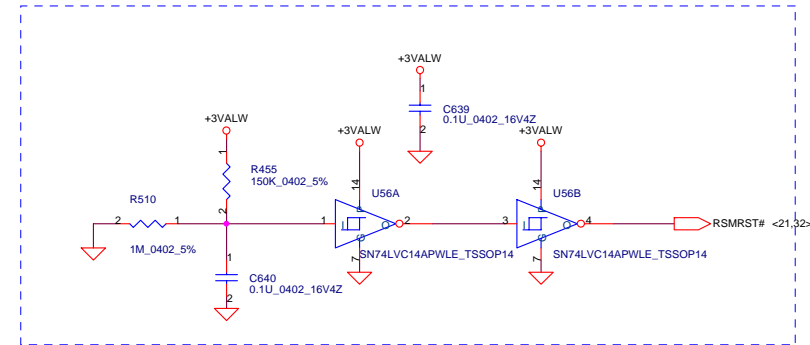 +3VALW
1
C639
0.1U_0402_16V4Z
2
+3VALW
+3VALW
+3VALW
1
R455
150K_0402_5%
2
14
U56A
14
U56B
R510
2
1
1
P
I
O
2
3
P
I
O
4
RSMRST# <21,32>
1M_0402_5%
G
G
1
C640
0.1U_0402_16V4Z
2
7
SN74LVC14APWLE_TSSOP14
7
SN74LVC14APWLE_TSSOP14